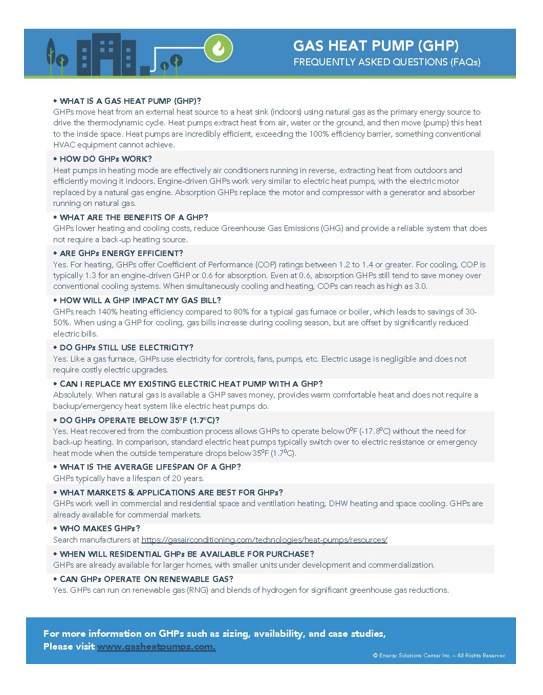 GAS HEAT PUMP (GHP)
FREQUENTLY ASKED QUESTIONS (FAQs)
• WHAT IS A GAS HEAT PUMP (GHP)?
GHPs move heat from an external heat source to a heat sink (indoors) using natural gas as the primary energy source to
drive the thermodynamic cycle. Heat pumps extract heat from air, water or the ground, and then move (pump) this heat
to the inside space. Heat pumps are incredibly efficient, exceeding the 100% efficiency barrier, something conventional
HVAC equipment cannot achieve.
• HOW DO GHPs WORK?
Heat pumps in heating mode are effectively air conditioners running in reverse, extracting heat from outdoors and
efficiently moving it indoors. Engine-driven GHPs work very similar to electric heat pumps, with the electric motor
replaced by a natural gas engine. Absorption GHPs replace the motor and compressor with a generator and absorber
running on natural gas.
• WHAT ARE THE BENEFITS OF A GHP?
GHPs lower heating and cooling costs, reduce Greenhouse Gas Emissions (GHG) and provide a reliable system that does
not require a back-up heating source.
• ARE GHPs ENERGY EFFICIENT?
Yes. For heating, GHPs offer Coefficient of Performance (COP) ratings between 1.2 to 1.4 or greater. For cooling, COP is
typically 1.3 for an engine-driven GHP or 0.6 for absorption. Even at 0.6, absorption GHPs still tend to save money over
conventional cooling systems. When simultaneously cooling and heating, COPs can reach as high as 3.0.
• HOW WILL A GHP IMPACT MY GAS BILL?
GHPs reach 140% heating efficiency compared to 80% for a typical gas furnace or boiler, which leads to savings of 30-
50%. When using a GHP for cooling, gas bills increase during cooling season, but are offset by significantly reduced
electric bills.
• DO GHPs STILL USE ELECTRICITY?
Yes. Like a gas furnace, GHPs use electricity for controls, fans, pumps, etc. Electric usage is negligible and does not
require costly electric upgrades.
• CAN I REPLACE MY EXISTING ELECTRIC HEAT PUMP WITH A GHP?
Absolutely. When natural gas is available a GHP saves money, provides warm comfortable heat and does not require a
backup/emergency heat system like electric heat pumps do.
• DO GHPs OPERATE BELOW 35°F (1.7°C)?
Yes. Heat recovered from the combustion process allows GHPs to operate below 0⁰F (-17.8⁰C) without the need for
back-up heating. In comparison, standard electric heat pumps typically switch over to electric resistance or emergency
heat mode when the outside temperature drops below 35⁰F (1.7⁰C).
• WHAT IS THE AVERAGE LIFESPAN OF A GHP?
GHPs typically have a lifespan of 20 years.
• WHAT MARKETS & APPLICATIONS ARE BEST FOR GHPs?
GHPs work well in commercial and residential space and ventilation heating, DHW heating and space cooling. GHPs are
already available for commercial markets.
• WHO MAKES GHPs?
Search manufacturers at https://gasairconditioning.com/technologies/heat-pumps/resources/
• WHEN WILL RESIDENTIAL GHPs BE AVAILABLE FOR PURCHASE?
GHPs are already available for larger homes, with smaller units under development and commercialization.
• CAN GHPs OPERATE ON RENEWABLE GAS?
Yes. GHPs can run on renewable gas (RNG) and blends of hydrogen for significant greenhouse gas reductions.
For more information on GHPs such as sizing, availability, and case studies,
Please visit www.gasheatpumps.com.
© Energy Solutions Center Inc. – All Rights Reserved